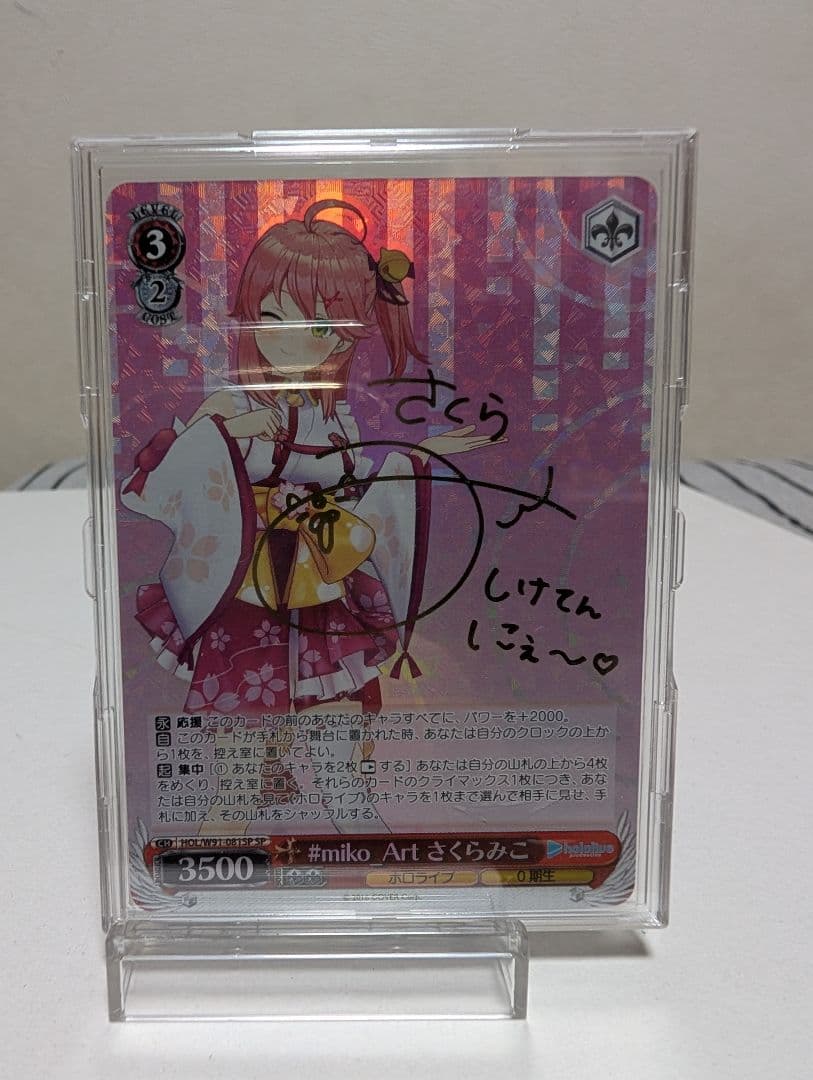 LEVEL
3
2
COST
さくら
みこ
しけてん
しこぇ〜♡
永 応援 このカードの前のあなたのキャラすべてに、パワーを+2000。
自 このカードが手札から舞台に置かれた時、あなたは自分のクロックの上か
ら1枚を、控え室に置いてよい。
起 集中 [① あなたのキャラを2枚 する] あなたは自分の山札の上から4枚
をめくり、控え室に置く。それらのカードのクライマックス1枚につき、あな
たは自分の山札を見て《ホロライブ》のキャラを1枚まで選んで相手に見せ、手
札に加え、その山札をシャッフルする。
CH HOL/W91-081SP SP
#miko_Art さくらみこ
hololive
production
3500
ホロライブ
0期生
© 2016 COVER Corp.